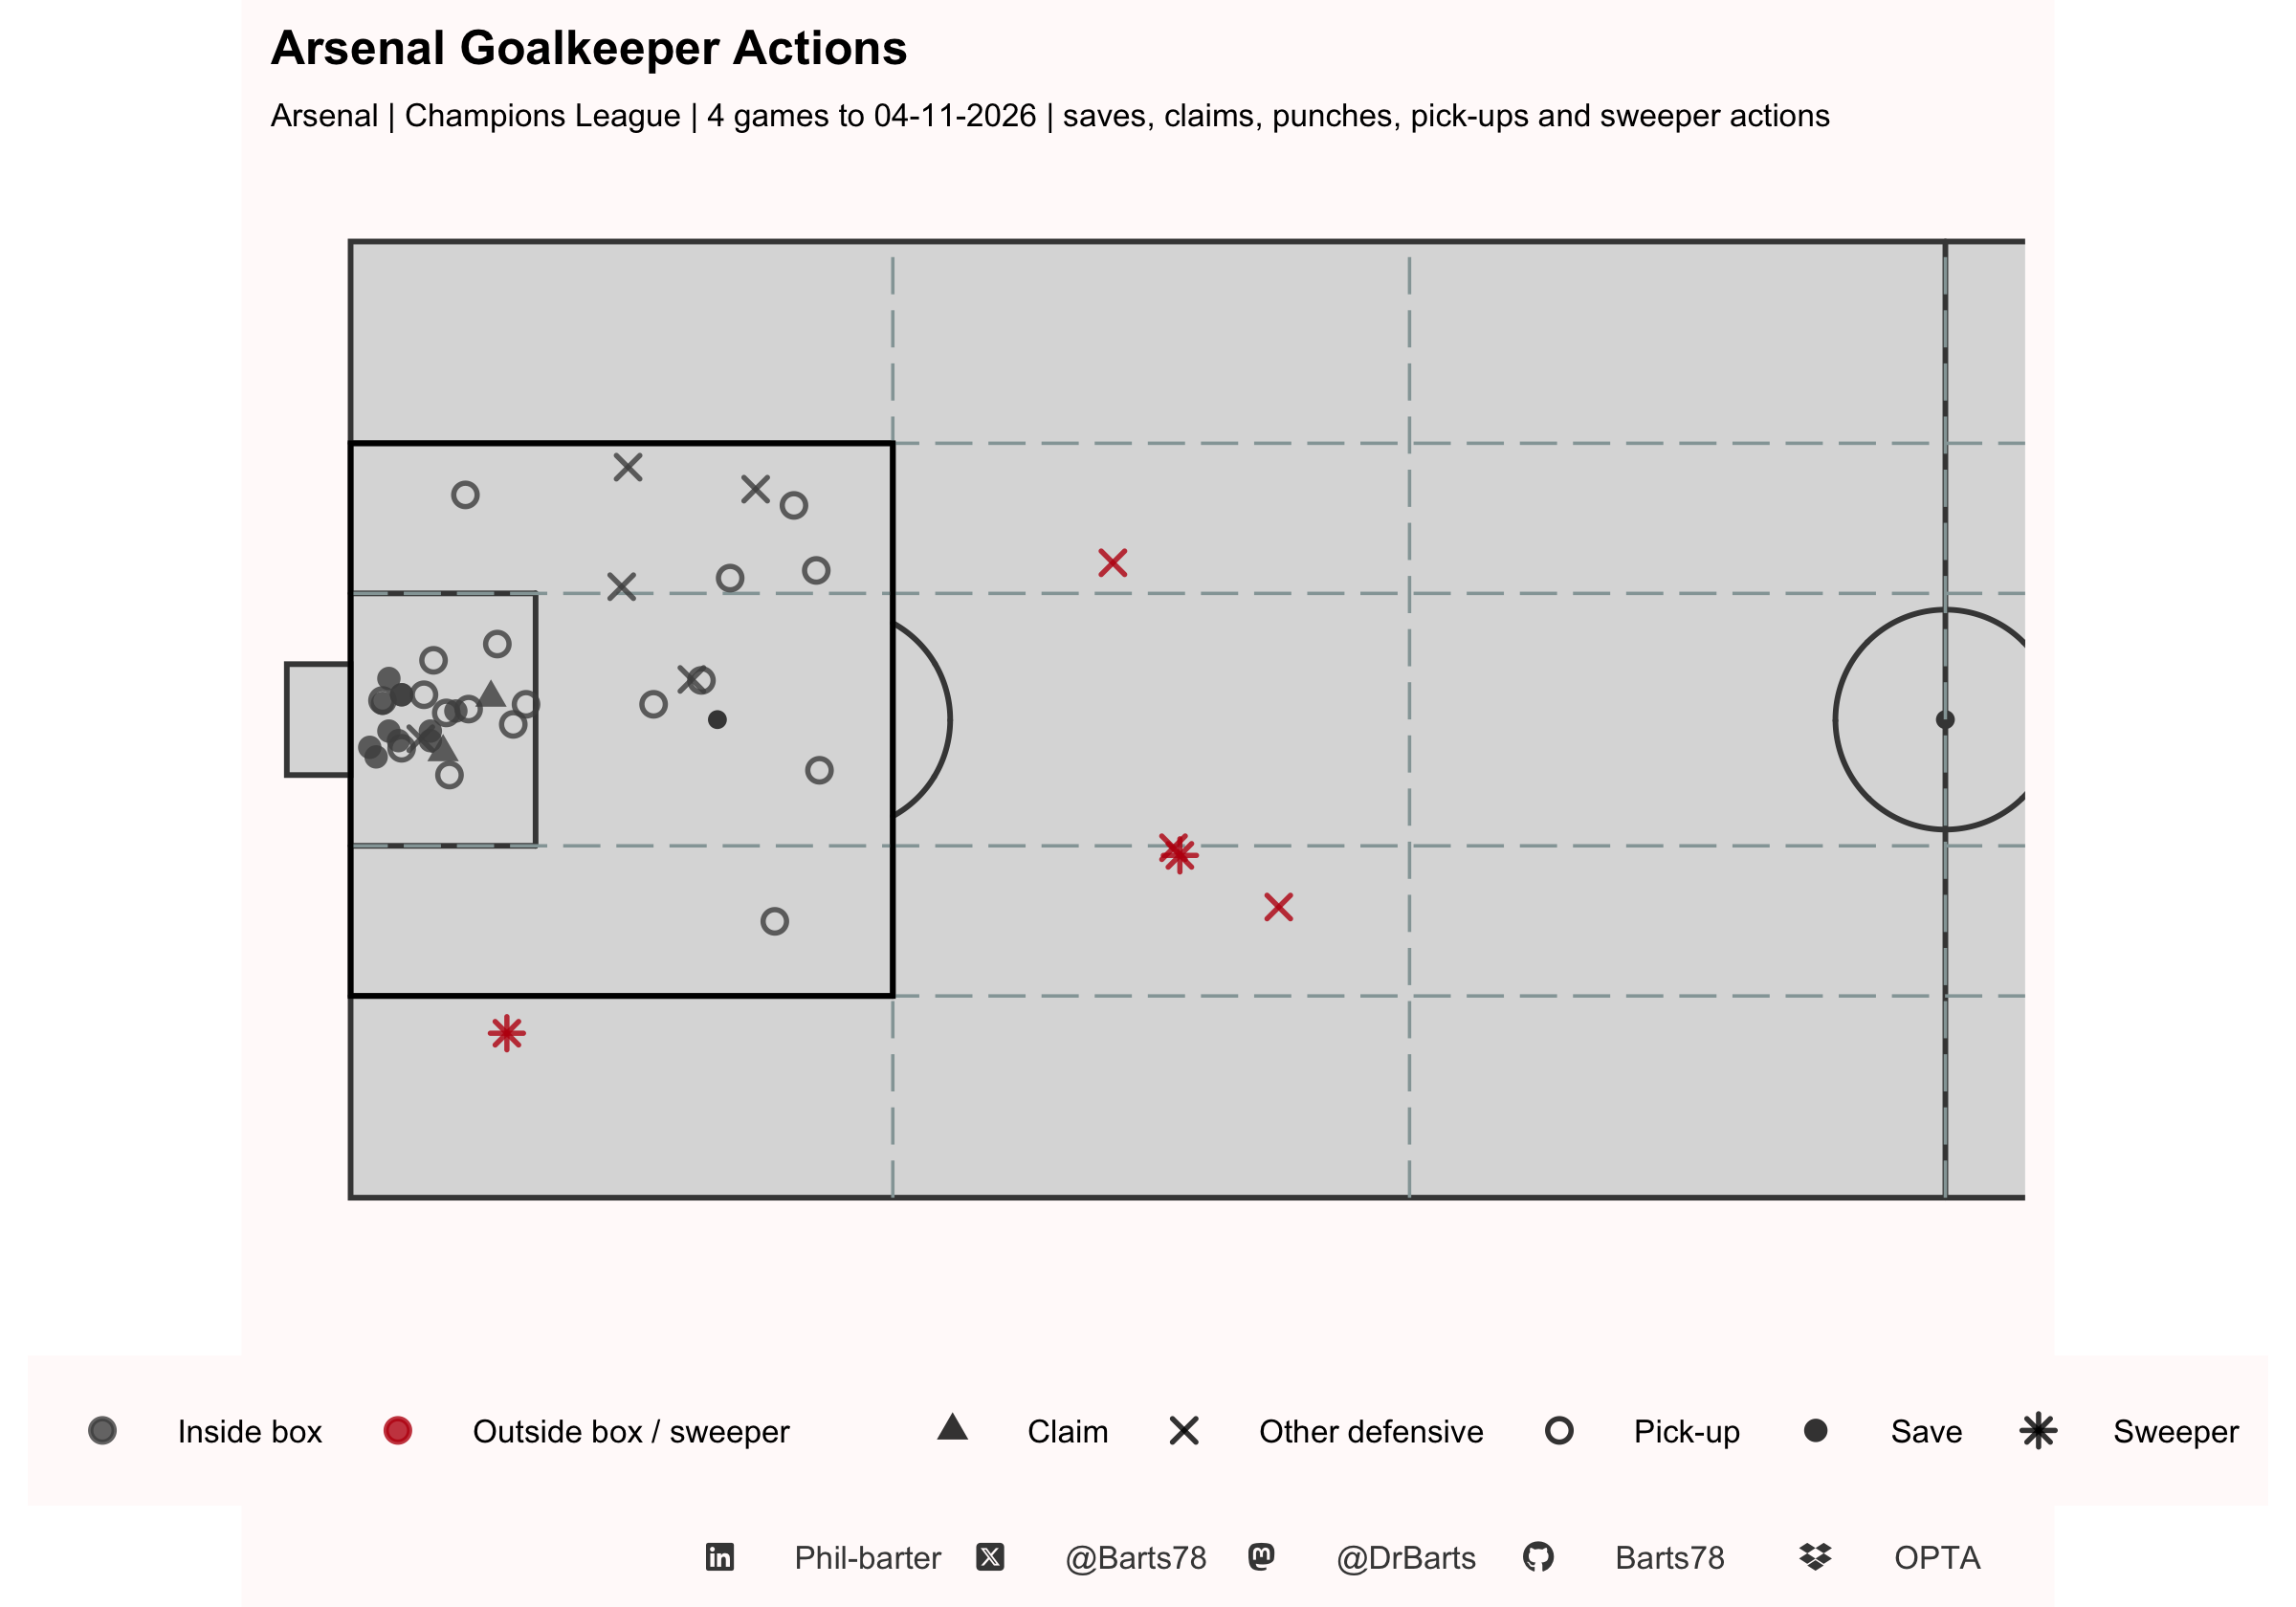 Arsenal Goalkeeper Actions
Arsenal | Champions League | 4 games to 04-11-2026 | saves, claims, punches, pick-ups and sweeper actions
Inside box Outside box / sweeper Claim Other defensive Pick-up Save Sweeper
Phil-barter @Barts78 @DrBarts Barts78 OPTA